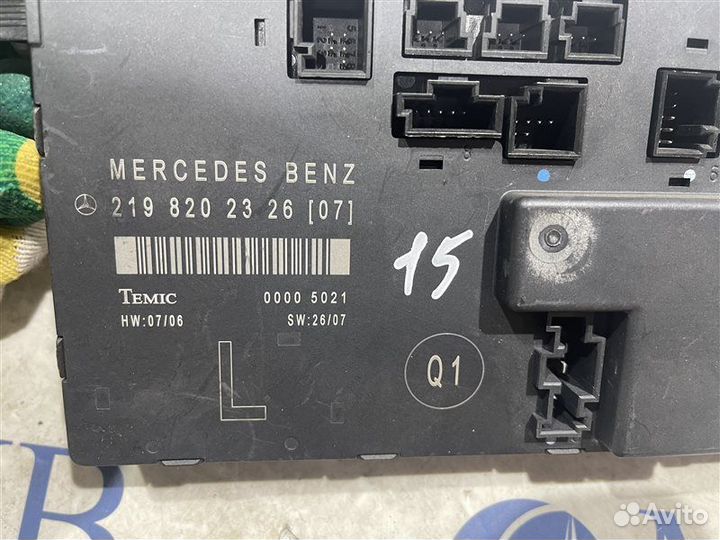 MERCEDES BENZ
219 820 23 26 [07]
TEMIC 0000 5021
HW:07/06 SW:26/07
L
Q1
15
Avito